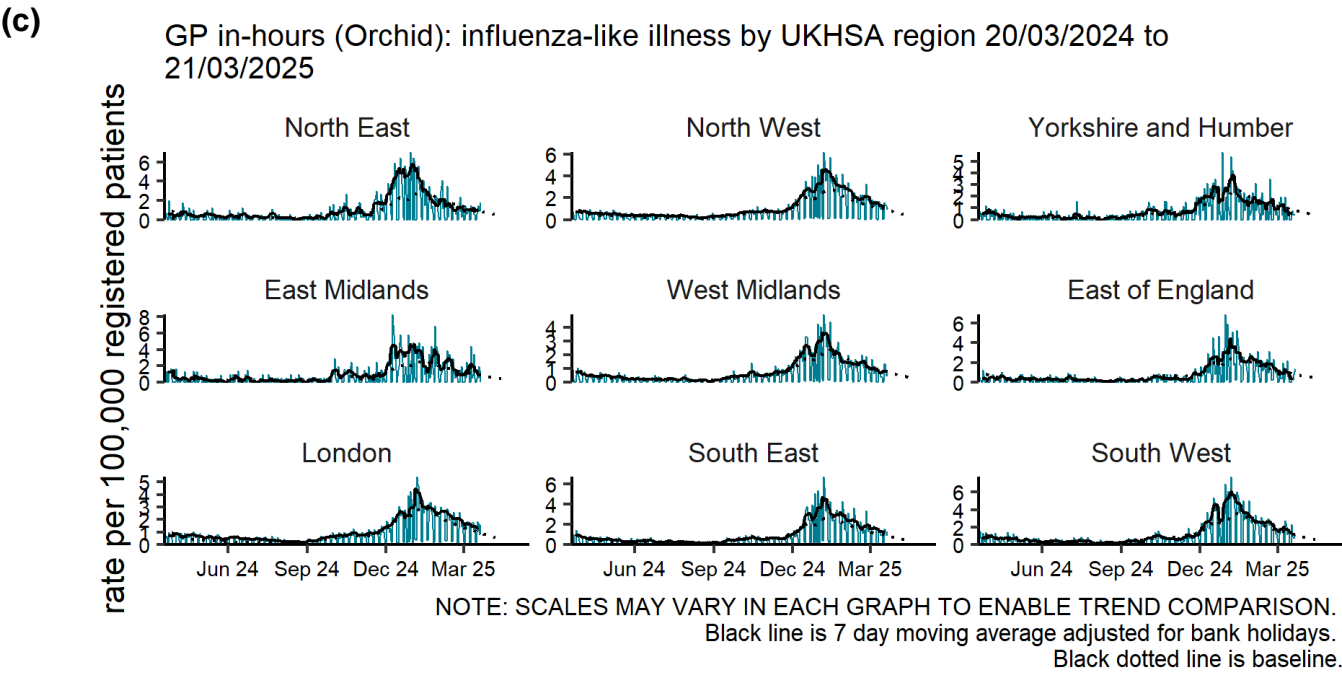 (c)
GP in-hours (Orchid): influenza-like illness by UKHSA region 20/03/2024 to
21/03/2025
rate per 100,000 registered patients
North East
6
4
2
0
North West
6
4
2
0
Yorkshire and Humber
5
4
3
2
1
0
East Midlands
8
6
4
2
0
West Midlands
4
3
2
1
0
East of England
6
4
2
0
London
5
4
3
2
1
0
South East
6
4
2
0
South West
6
4
2
0
Jun 24 Sep 24 Dec 24 Mar 25
Jun 24 Sep 24 Dec 24 Mar 25
Jun 24 Sep 24 Dec 24 Mar 25
NOTE: SCALES MAY VARY IN EACH GRAPH TO ENABLE TREND COMPARISON.
Black line is 7 day moving average adjusted for bank holidays.
Black dotted line is baseline.